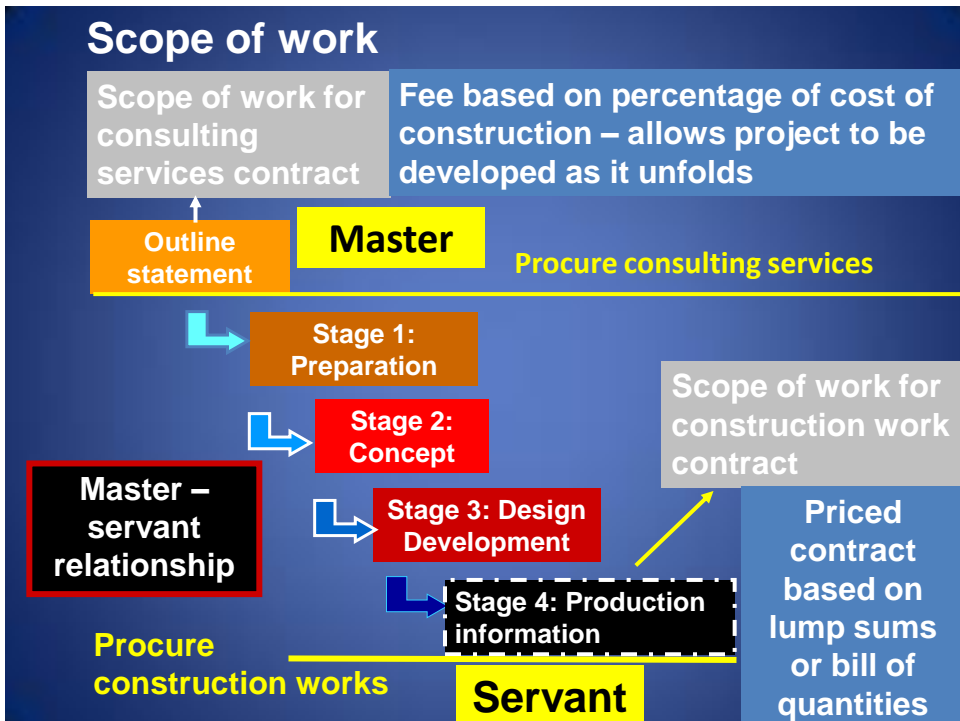 Scope of work
Scope of work for
consulting
services contract
Fee based on percentage of cost of
construction – allows project to be
developed as it unfolds
Outline
statement
Master
Procure consulting services
Stage 1:
Preparation
Stage 2:
Concept
Scope of work for
construction work
contract
Master –
servant
relationship
Stage 3: Design
Development
Priced
contract
based on
lump sums
or bill of
quantities
Stage 4: Production
information
Procure
construction works
Servant